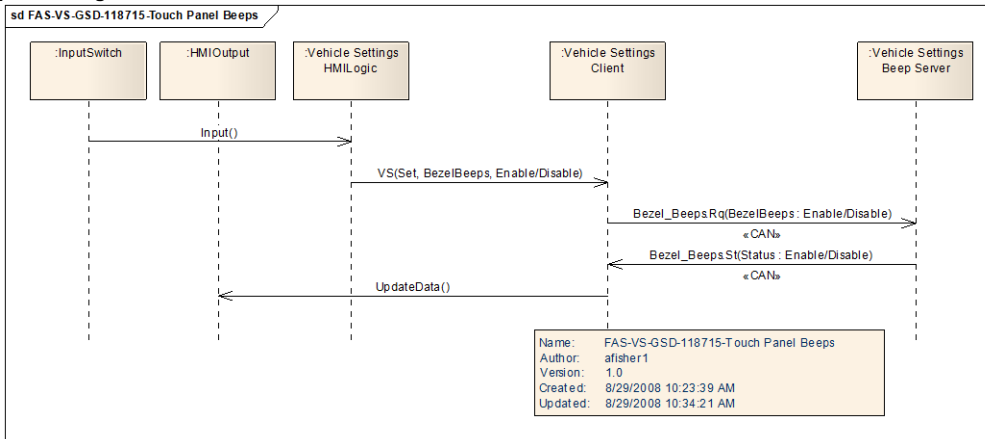 sd FAS-VS-GSD-118715-Touch Panel Beeps
:InputSwitch
:HMIOutput
:Vehicle Settings
HMILogic
:Vehicle Settings
Client
:Vehicle Settings
Beep Server
Input()
VS(Set, BezelBeeps, Enable/Disable)
Bezel_Beeps.Rq(BezelBeeps : Enable/Disable)
«CAN»
Bezel_Beeps.St(Status : Enable/Disable)
«CAN»
UpdateData()
Name: FAS-VS-GSD-118715-Touch Panel Beeps
Author: afisher1
Version: 1.0
Created: 8/29/2008 10:23:39 AM
Updated: 8/29/2008 10:34:21 AM